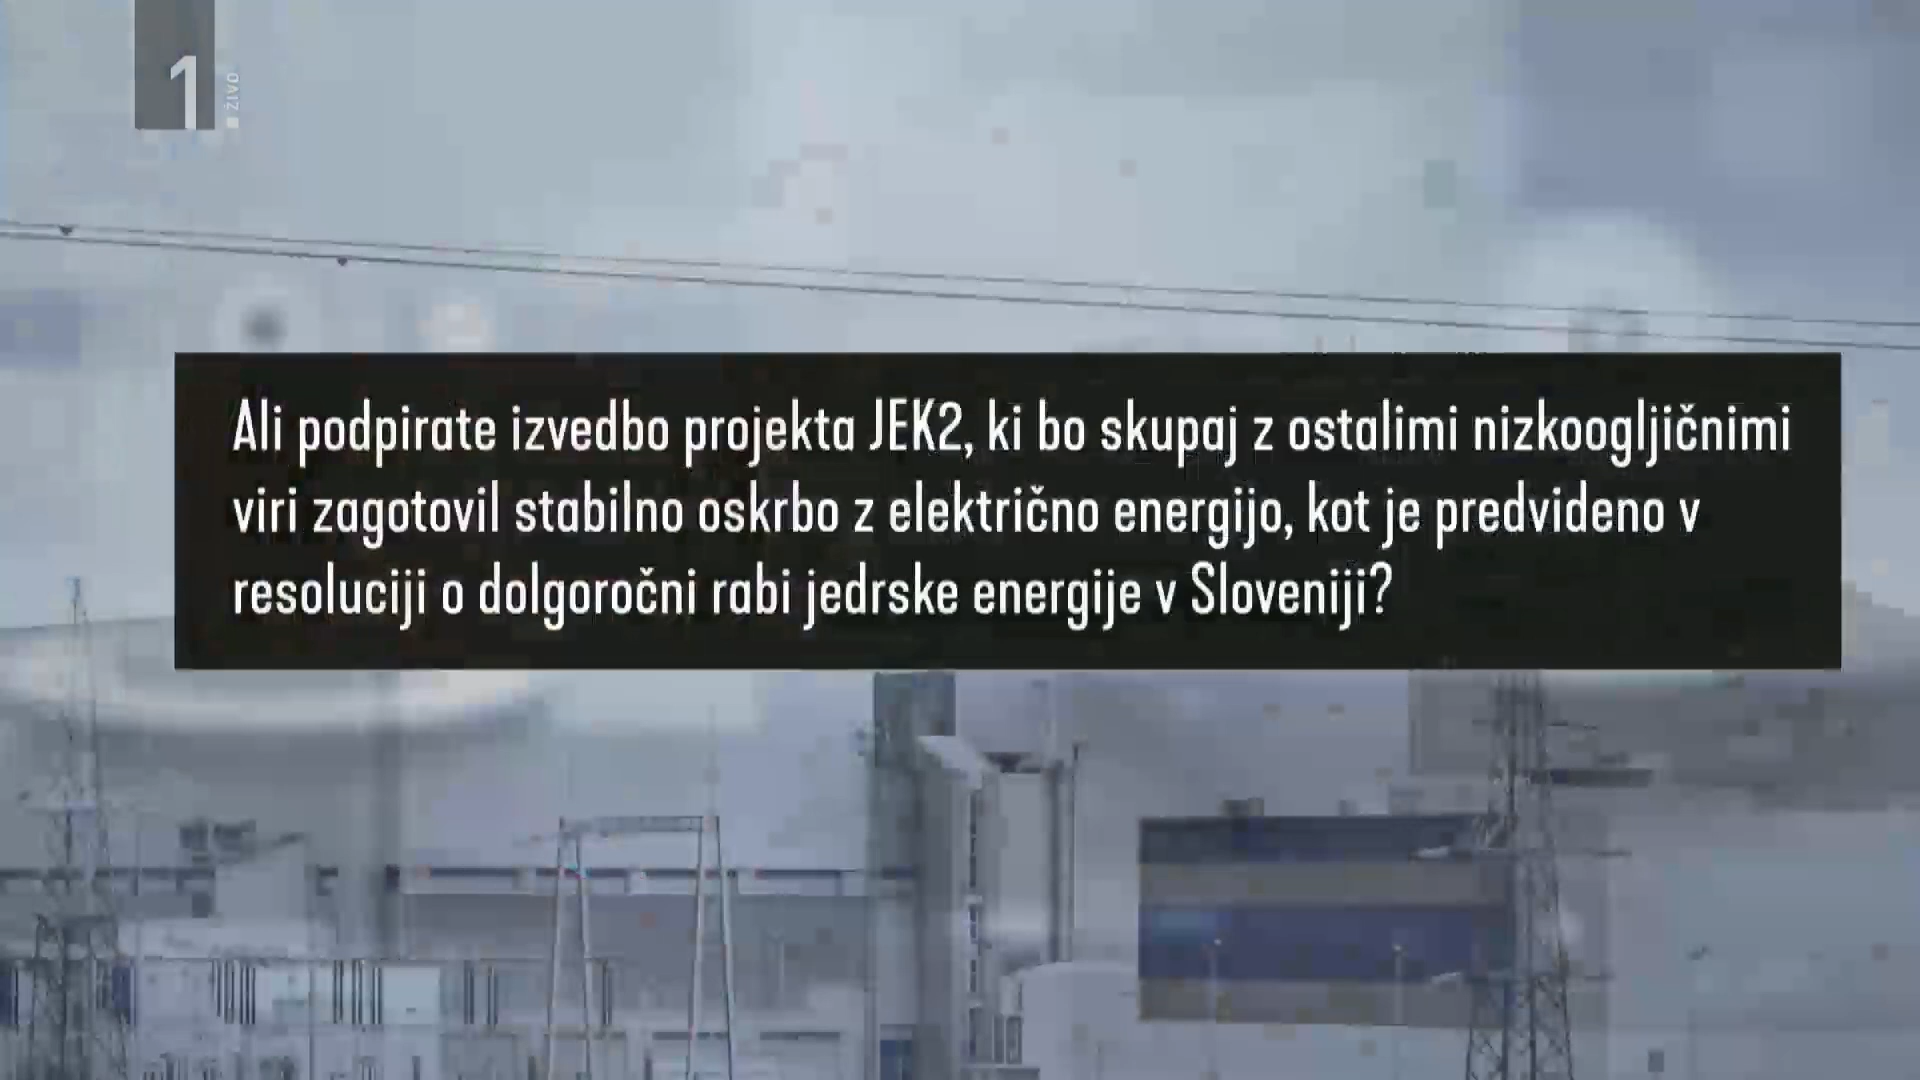 1
ŽIVO
Ali podpirate izvedbo projekta JEK2, ki bo skupaj z ostalimi nizkoogljičnimi
viri zagotovil stabilno oskrbo z električno energijo, kot je predvideno v
resoluciji o dolgoročni rabi jedrske energije v Sloveniji?